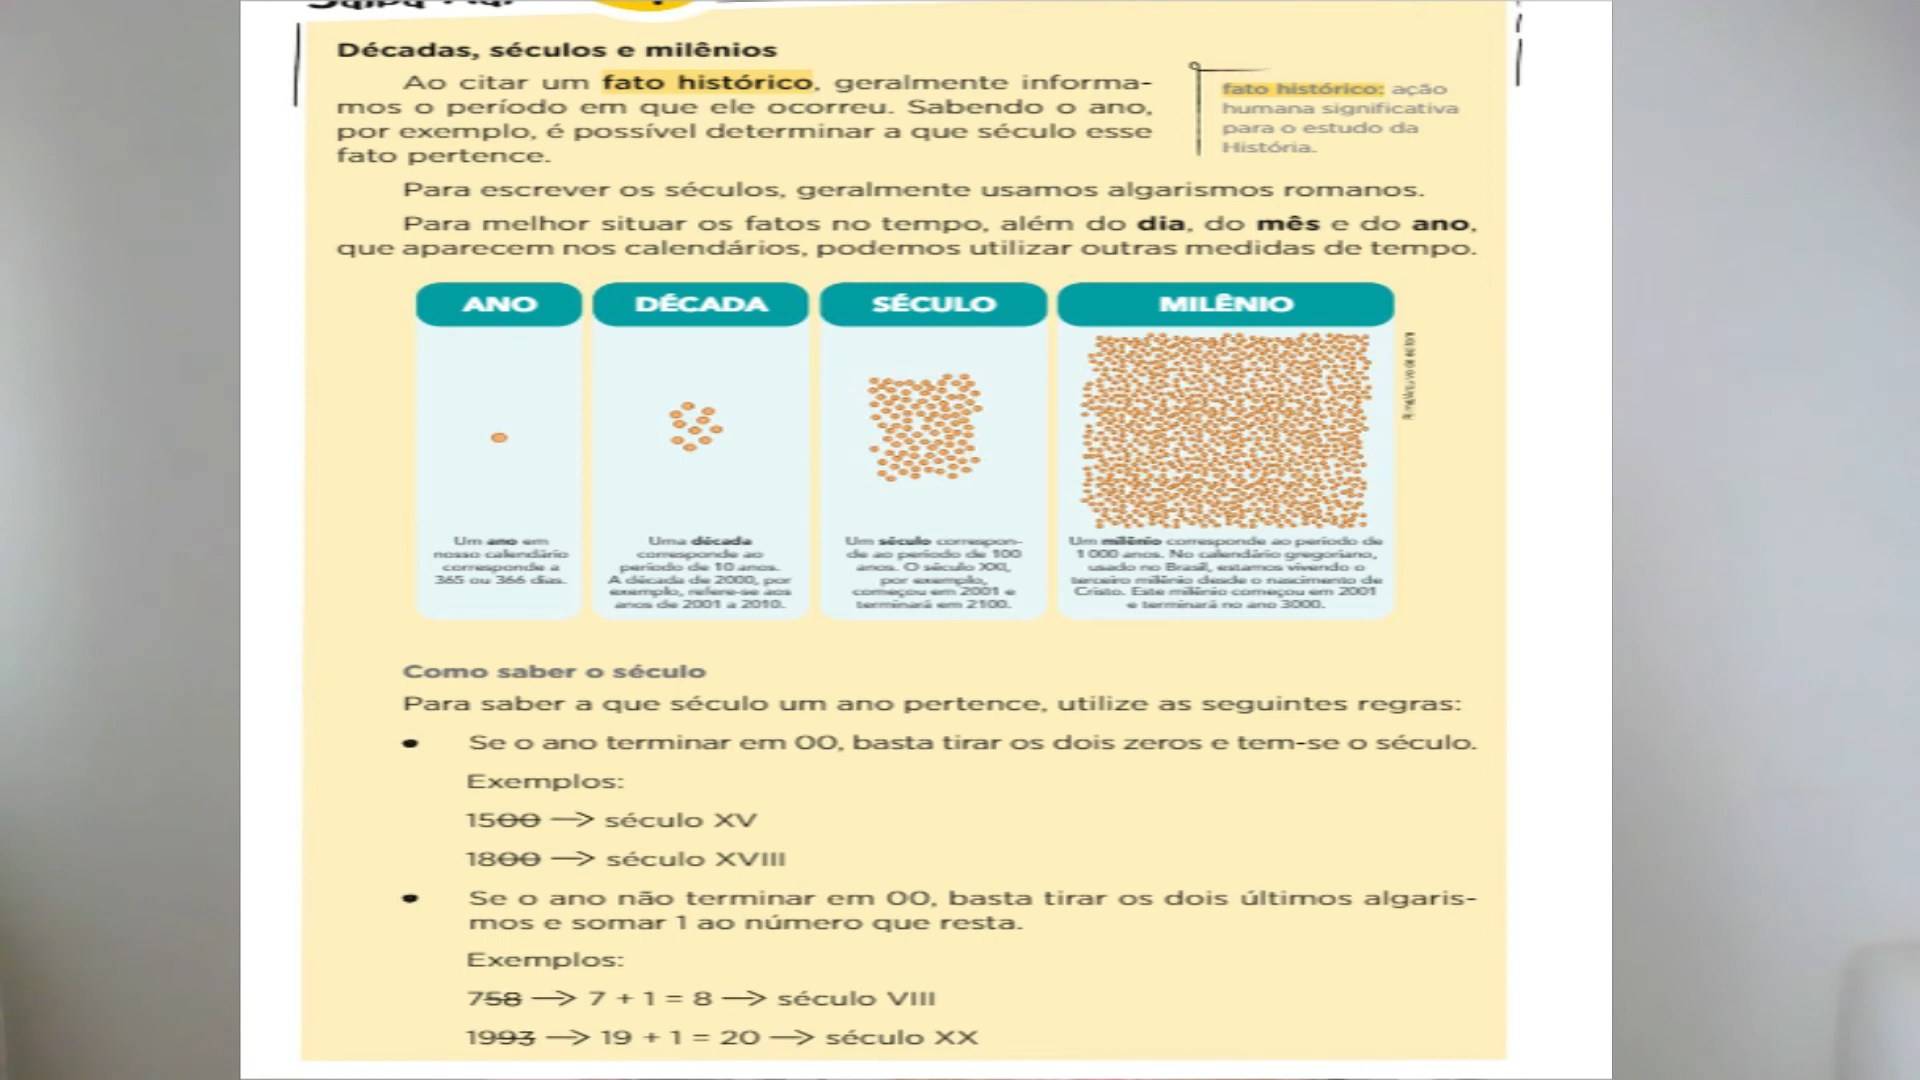 Décadas, séculos e milênios
Ao citar um fato histórico, geralmente informa-
mos o período em que ele ocorreu. Sabendo o ano,
por exemplo, é possível determinar a que século esse
fato pertence.
fato histórico: ação
humana significativa
para o estudo da
História.
Para escrever os séculos, geralmente usamos algarismos romanos.
Para melhor situar os fatos no tempo, além do dia, do mês e do ano,
que aparecem nos calendários, podemos utilizar outras medidas de tempo.
ANO
Um ano em
nosso calendário
corresponde a
365 ou 366 dias.
DÉCADA
Uma década
corresponde ao
período de 10 anos.
A década de 2000, por
exemplo, refere-se aos
anos de 2001 a 2010.
SÉCULO
Um século correspon-
de ao período de 100
anos. O século XXI,
por exemplo,
começou em 2001 e
terminará em 2100.
MILÊNIO
Um milênio corresponde ao período de
1 000 anos. No calendário gregoriano,
usado no Brasil, estamos vivendo o
terceiro milênio desde o nascimento de
Cristo. Este milênio começou em 2001
e terminará no ano 3000.
Como saber o século
Para saber a que século um ano pertence, utilize as seguintes regras:
• Se o ano terminar em 00, basta tirar os dois zeros e tem-se o século.
Exemplos:
1500 → século XV
1800 → século XVIII
• Se o ano não terminar em 00, basta tirar os dois últimos algaris-
mos e somar 1 ao número que resta.
Exemplos:
758 → 7 + 1 = 8 → século VIII
1993 → 19 + 1 = 20 → século XX